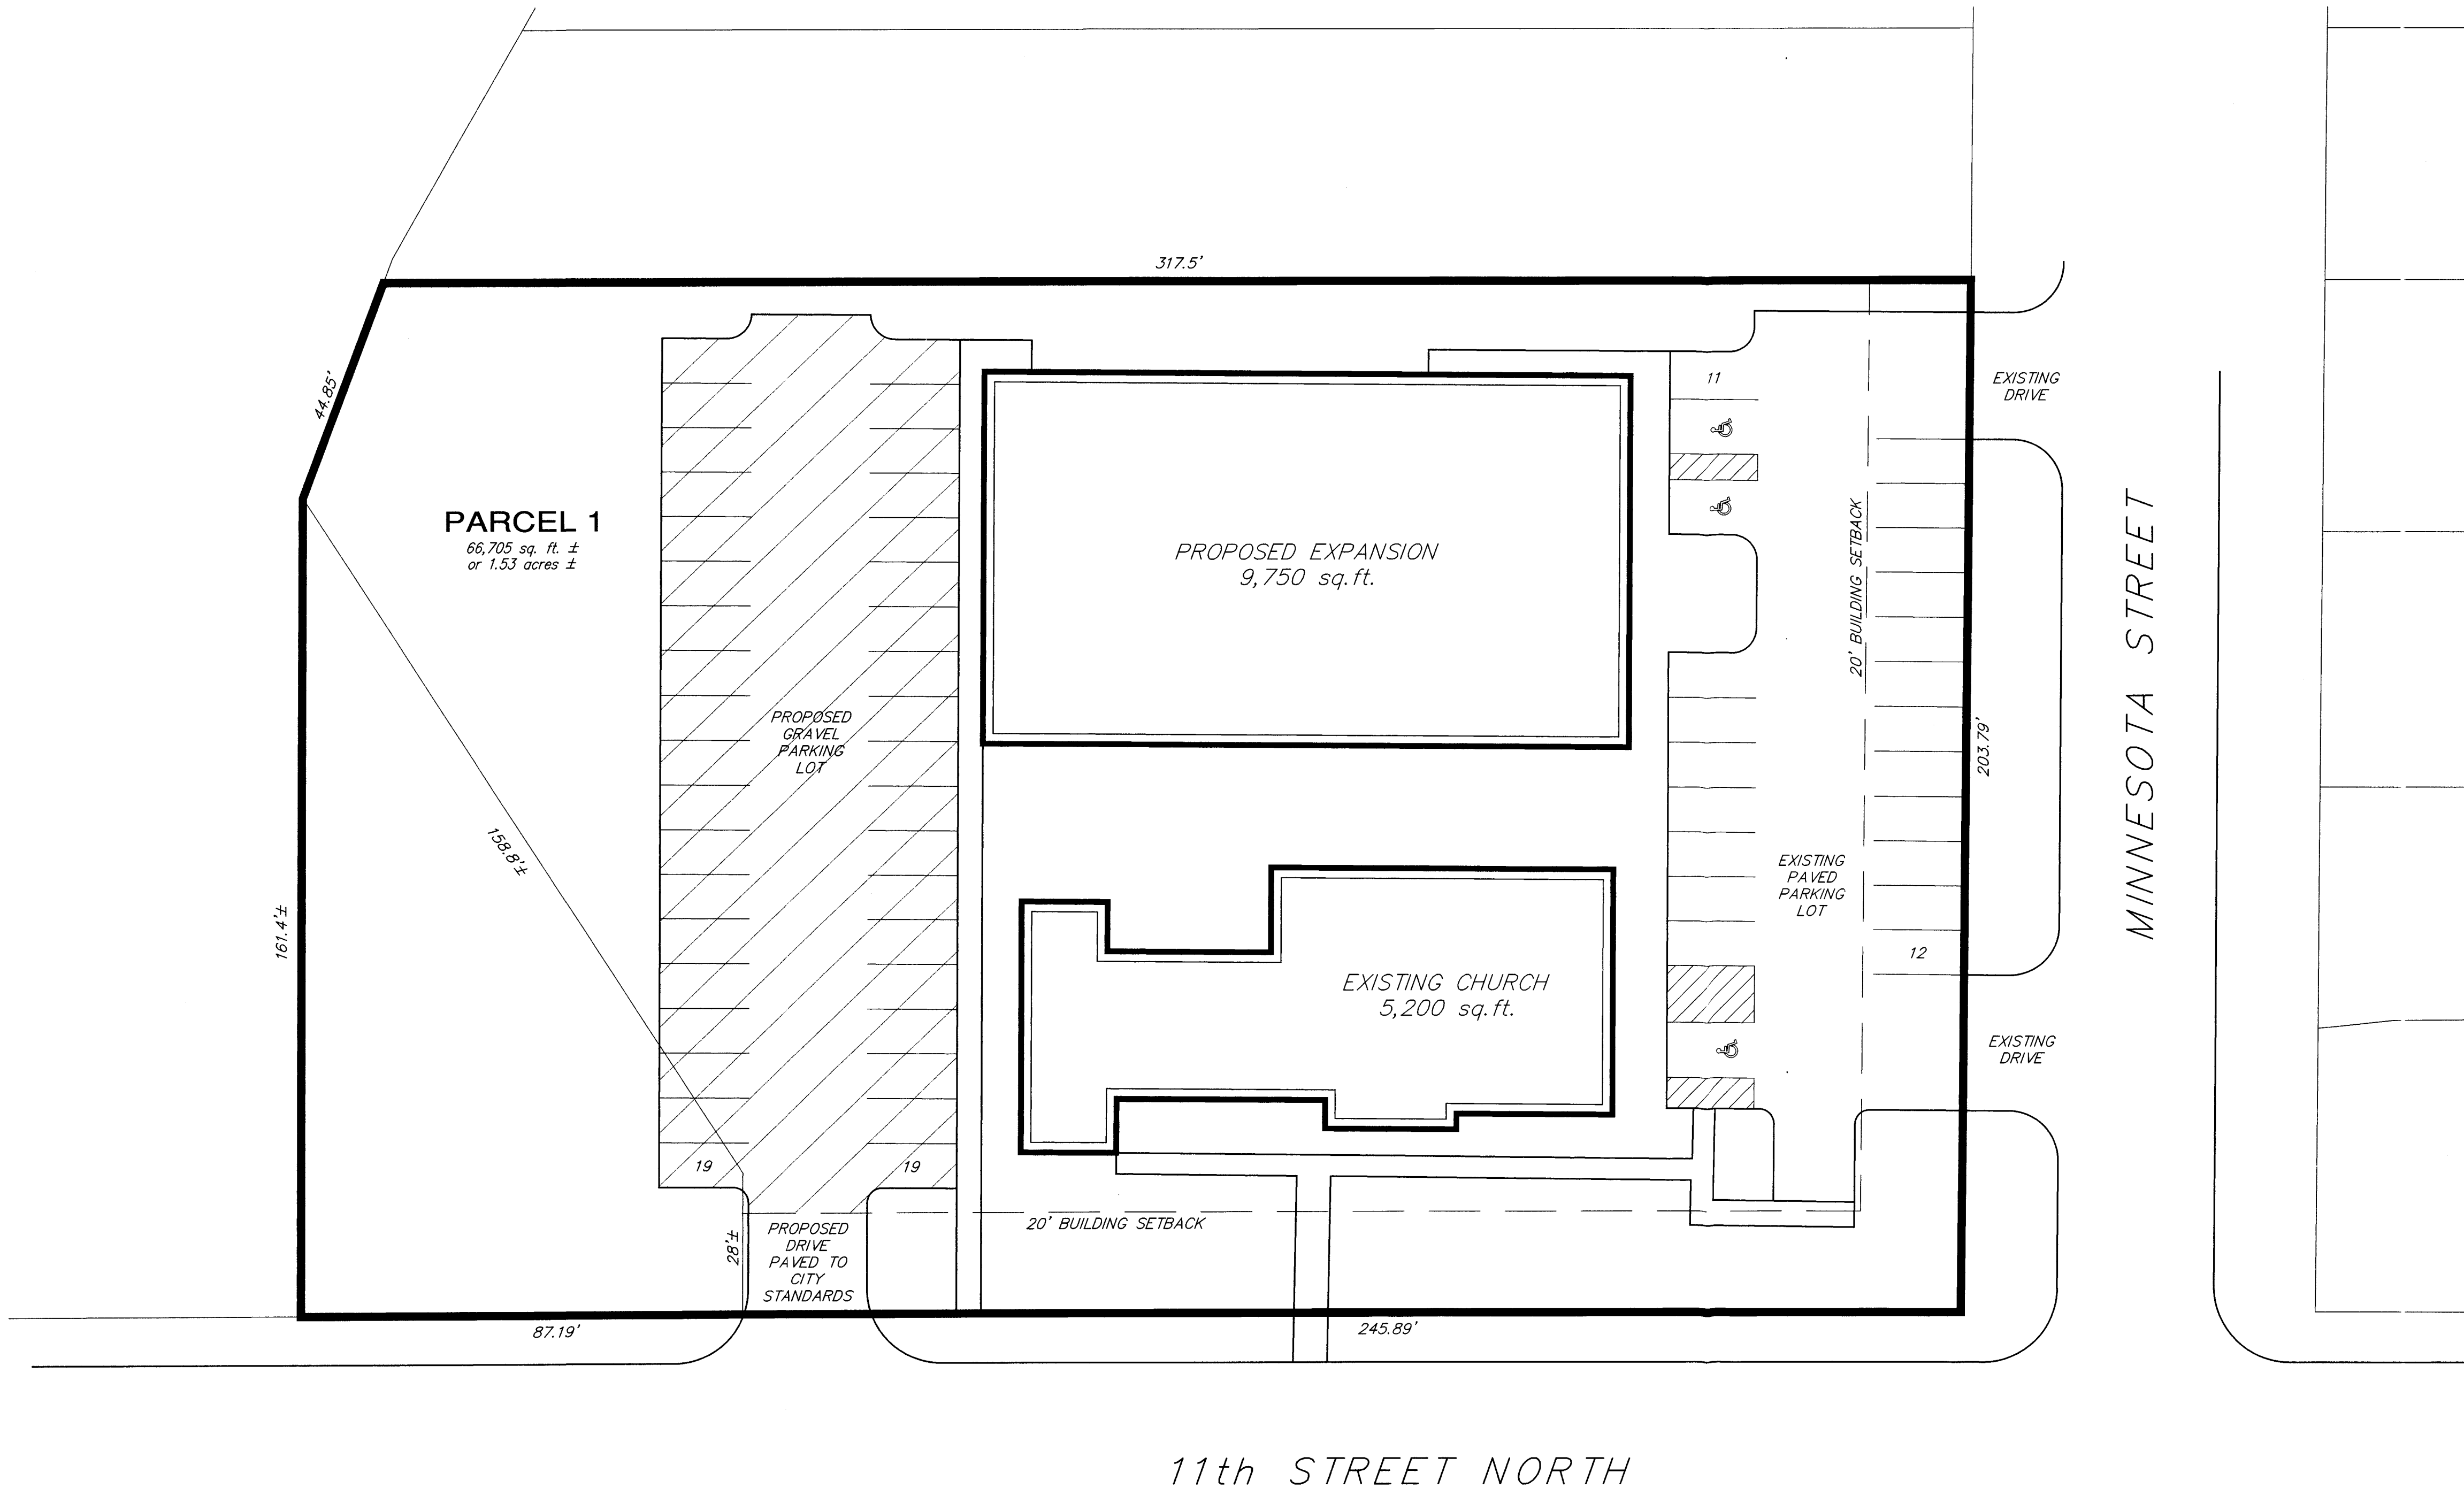 317.5'
44.85'
11
EXISTING
DRIVE
PARCEL 1
66,705 sq. ft. ±
or 1.53 acres ±
PROPOSED EXPANSION
9,750 sq.ft.
20' BUILDING SETBACK
MINNESOTA STREET
203.79'
PROPOSED
GRAVEL
PARKING
LOT
158.8'±
161.4'±
EXISTING
PAVED
PARKING
LOT
12
EXISTING CHURCH
5,200 sq.ft.
EXISTING
DRIVE
19
19
20' BUILDING SETBACK
28'±
PROPOSED
DRIVE
PAVED TO
CITY
STANDARDS
87.19'
245.89'
11th STREET NORTH